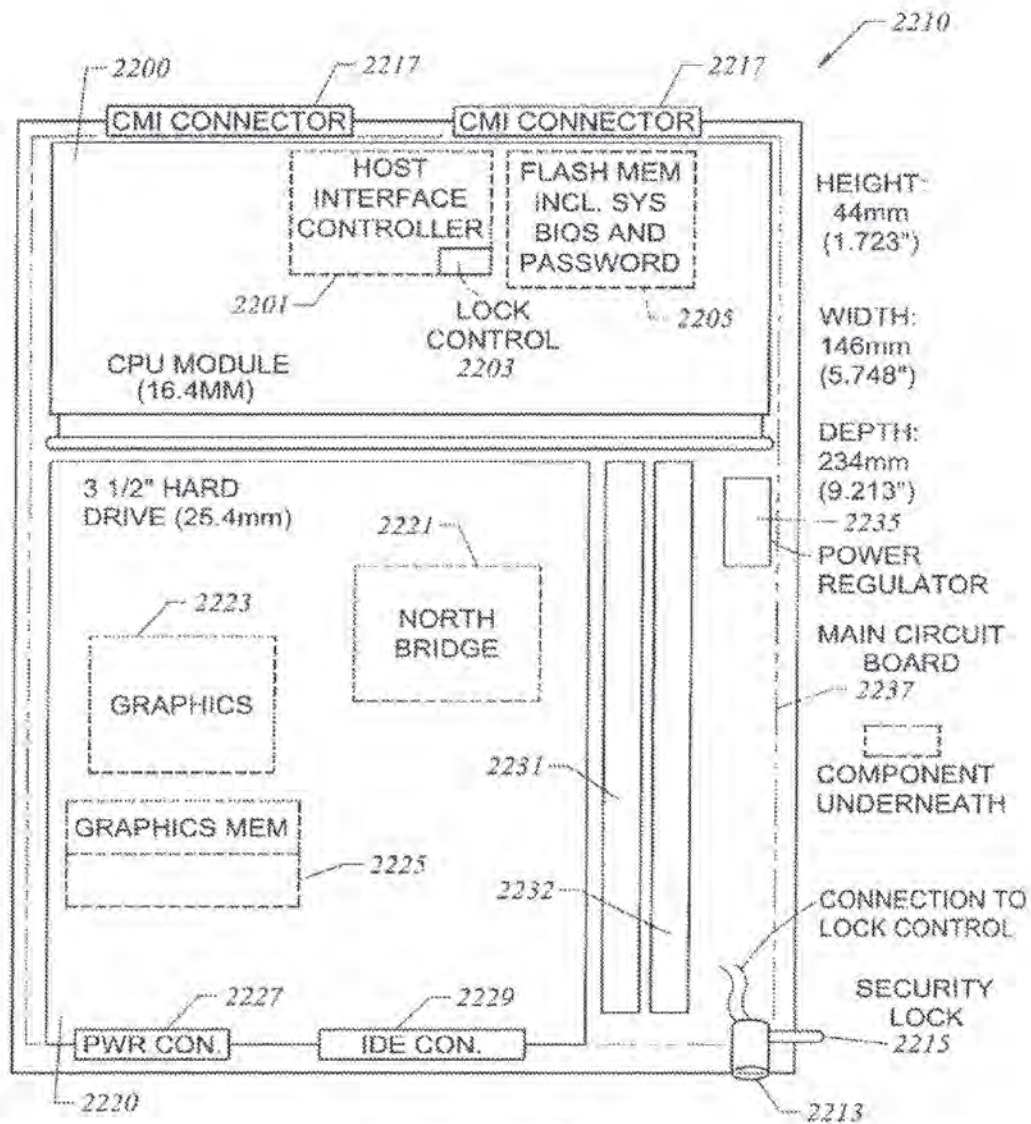 2210
2200
2217
2217
CMI CONNECTOR
CMI CONNECTOR
HOST
INTERFACE
CONTROLLER
2201
LOCK
CONTROL
2203
FLASH MEM
INCL. SYS
BIOS AND
PASSWORD
2205
CPU MODULE
(16.4MM)
HEIGHT:
44mm
(1.723")
WIDTH:
146mm
(5.748")
DEPTH:
234mm
(9.213")
2235
POWER
REGULATOR
3 1/2" HARD
DRIVE (25.4mm)
2221
NORTH
BRIDGE
2223
GRAPHICS
MAIN CIRCUIT
BOARD
2237
COMPONENT
UNDERNEATH
2231
GRAPHICS MEM
2225
2232
CONNECTION TO
LOCK CONTROL
2227
2229
PWR CON.
IDE CON.
SECURITY
LOCK
2215
2220
2213